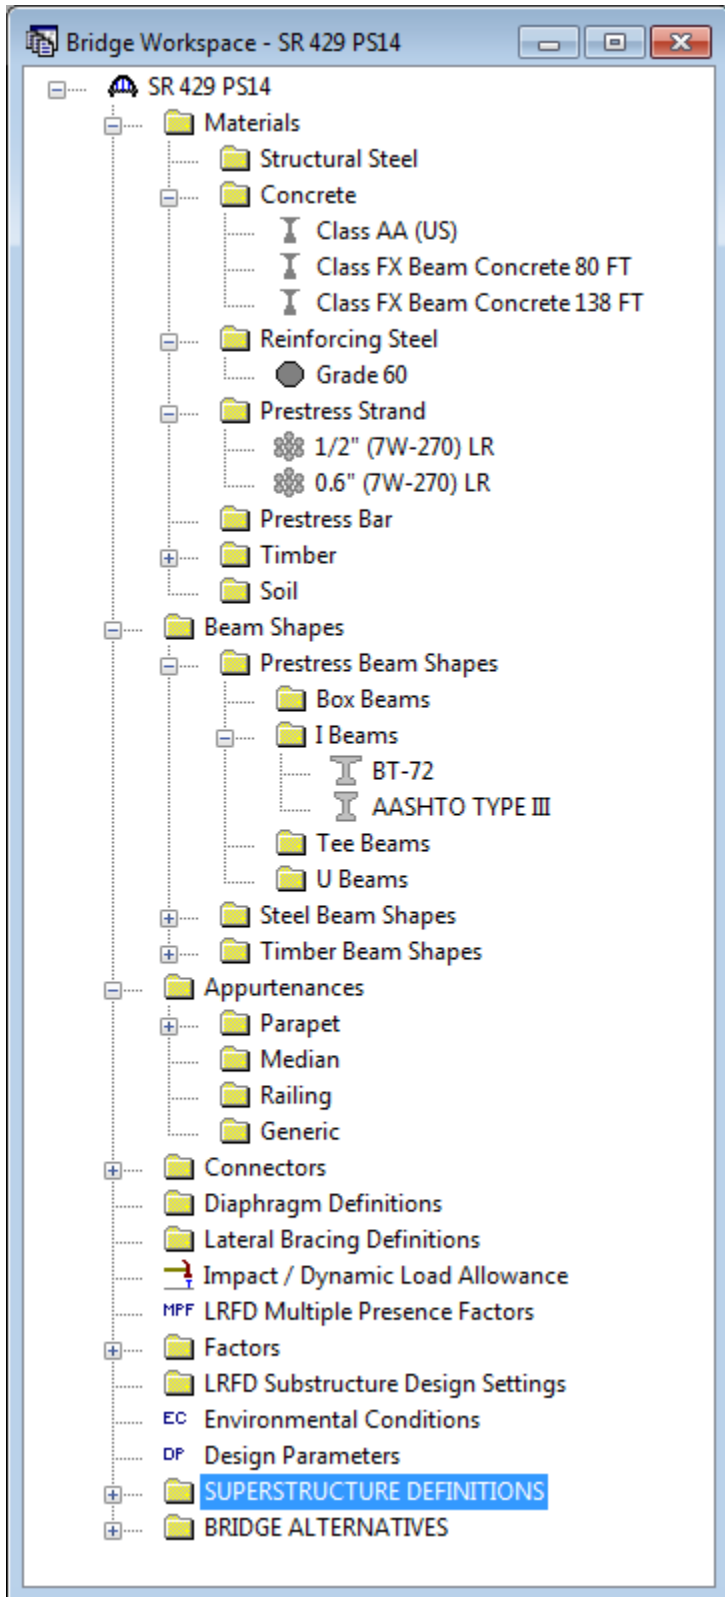 Bridge Workspace - SR 429 PS14
SR 429 PS14
Materials
Structural Steel
Concrete
Class AA (US)
Class FX Beam Concrete 80 FT
Class FX Beam Concrete 138 FT
Reinforcing Steel
Grade 60
Prestress Strand
1/2" (7W-270) LR
0.6" (7W-270) LR
Prestress Bar
Timber
Soil
Beam Shapes
Prestress Beam Shapes
Box Beams
I Beams
BT-72
AASHTO TYPE III
Tee Beams
U Beams
Steel Beam Shapes
Timber Beam Shapes
Appurtenances
Parapet
Median
Railing
Generic
Connectors
Diaphragm Definitions
Lateral Bracing Definitions
Impact / Dynamic Load Allowance
MPF LRFD Multiple Presence Factors
Factors
LRFD Substructure Design Settings
EC Environmental Conditions
DP Design Parameters
SUPERSTRUCTURE DEFINITIONS
BRIDGE ALTERNATIVES